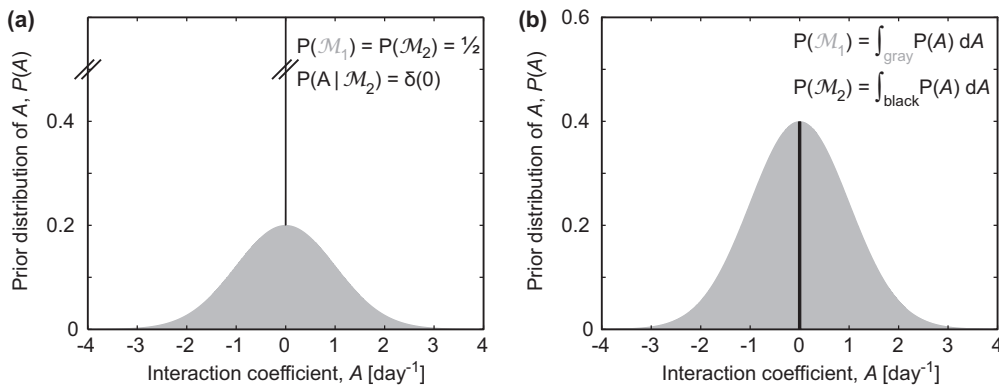 (a)
P(ℳ1) = P(ℳ2) = ½
P(A | ℳ2) = δ(0)
Prior distribution of A, P(A)
0.4
0.2
0
-4 -3 -2 -1 0 1 2 3 4
Interaction coefficient, A [day-1]
(b)
P(ℳ1) = ∫gray P(A) dA
P(ℳ2) = ∫black P(A) dA
Prior distribution of A, P(A)
0.6
0.4
0.2
0
-4 -3 -2 -1 0 1 2 3 4
Interaction coefficient, A [day-1]